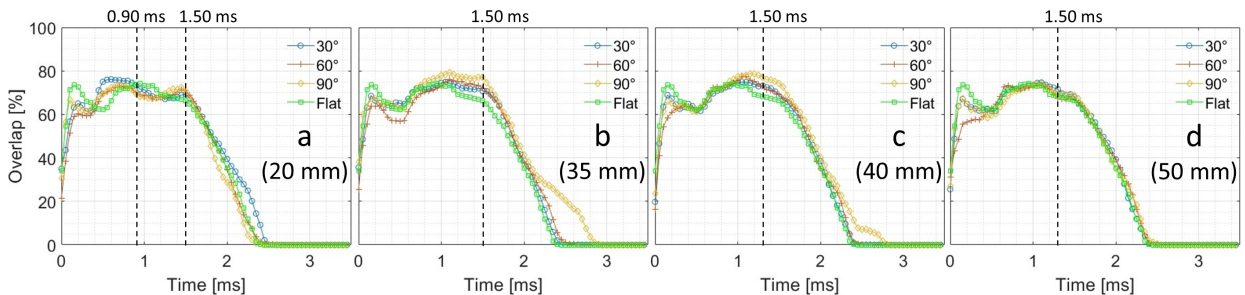 0.90 ms 1.50 ms 1.50 ms 1.50 ms 1.50 ms
100
80
60
40
20
0
Overlap [%]
30°
60°
90°
Flat
a
(20 mm)
0 1 2 3
Time [ms]
30°
60°
90°
Flat
b
(35 mm)
0 1 2 3
Time [ms]
30°
60°
90°
Flat
c
(40 mm)
0 1 2 3
Time [ms]
30°
60°
90°
Flat
d
(50 mm)
0 1 2 3
Time [ms]